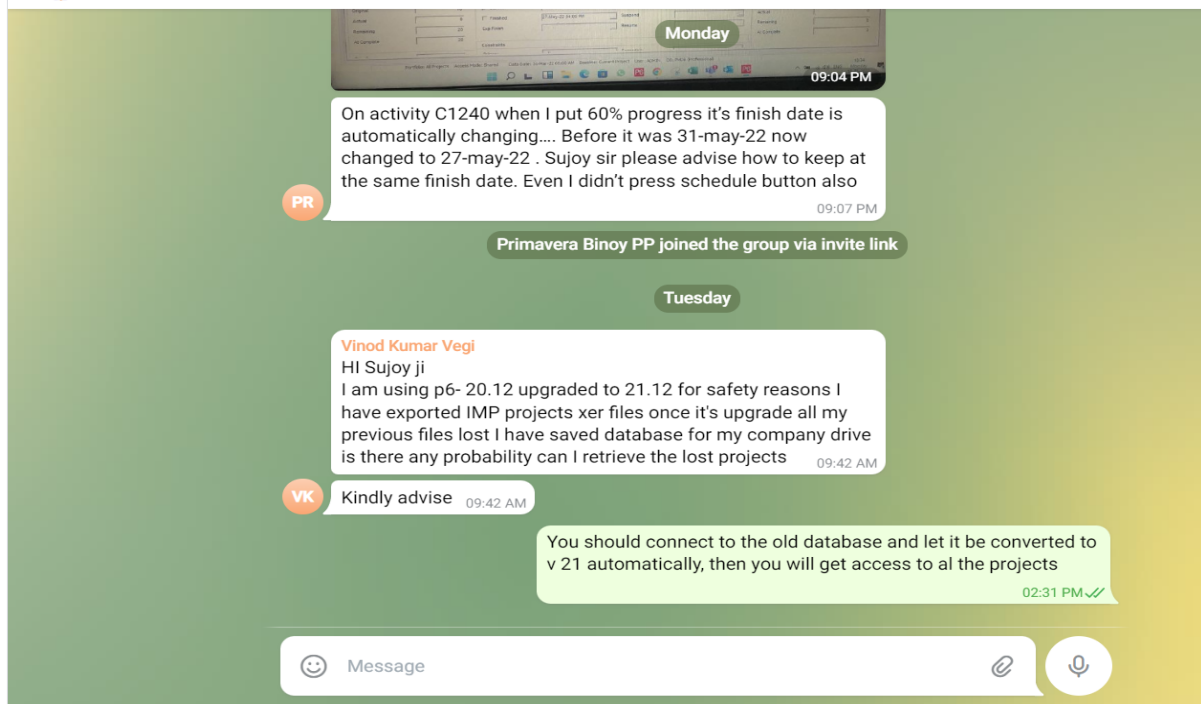 Monday
09:04 PM
On activity C1240 when I put 60% progress it’s finish date is
automatically changing.... Before it was 31-may-22 now
changed to 27-may-22 . Sujoy sir please advise how to keep at
the same finish date. Even I didn’t press schedule button also
PR
09:07 PM
Primavera Binoy PP joined the group via invite link
Tuesday
Vinod Kumar Vegi
HI Sujoy ji
I am using p6- 20.12 upgraded to 21.12 for safety reasons I
have exported IMP projects xer files once it's upgrade all my
previous files lost I have saved database for my company drive
is there any probability can I retrieve the lost projects 09:42 AM
VK
Kindly advise 09:42 AM
You should connect to the old database and let it be converted to
v 21 automatically, then you will get access to al the projects
02:31 PM
Message